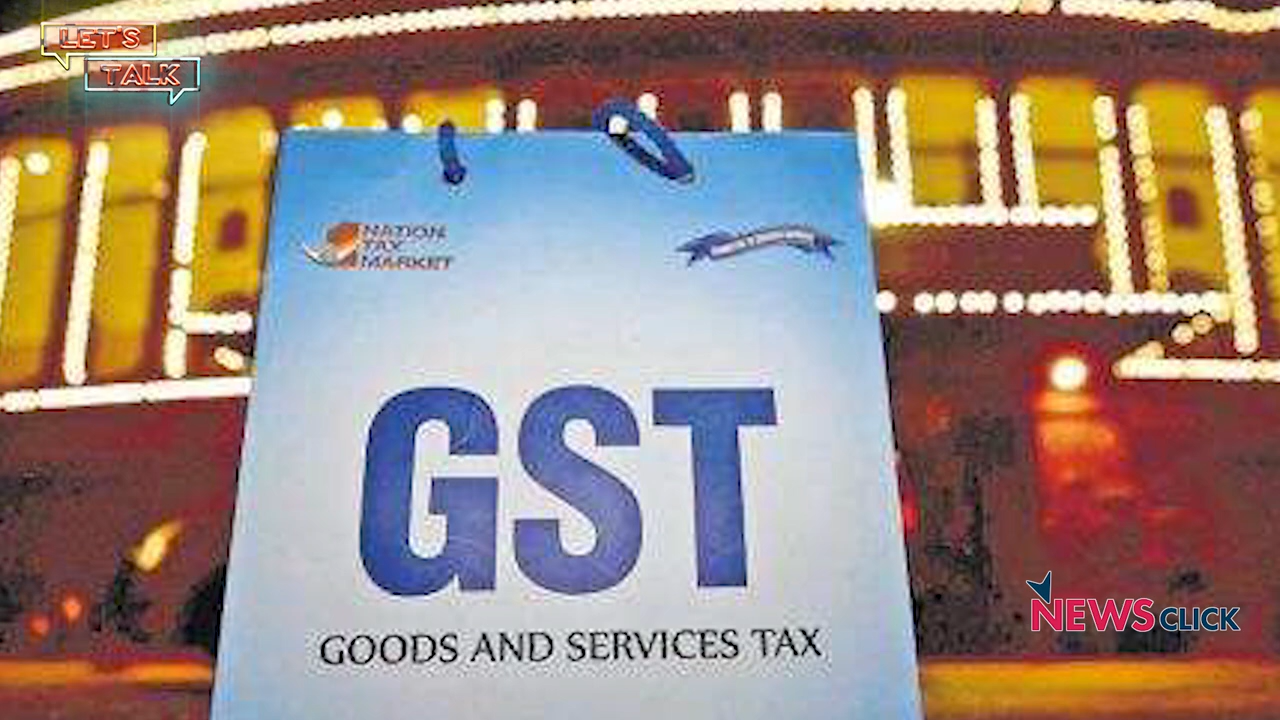 LET'S
TALK
NATION
TAX
MARKET
GST
GOODS AND SERVICES TAX
NEWSCLICK